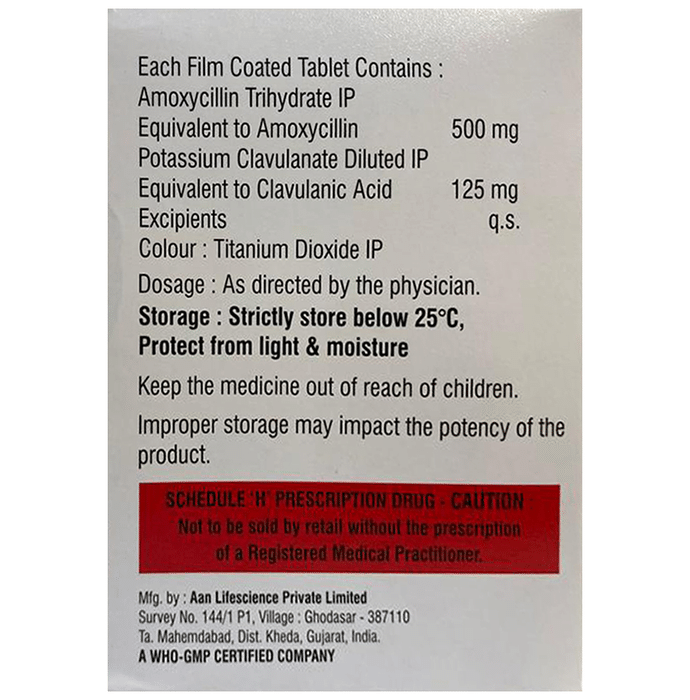 Each Film Coated Tablet Contains :
Amoxycillin Trihydrate IP
Equivalent to Amoxycillin 500 mg
Potassium Clavulanate Diluted IP
Equivalent to Clavulanic Acid 125 mg
Excipients q.s.
Colour : Titanium Dioxide IP
Dosage : As directed by the physician.
Storage : Strictly store below 25°C,
Protect from light & moisture
Keep the medicine out of reach of children.
Improper storage may impact the potency of the
product.
SCHEDULE 'H' PRESCRIPTION DRUG - CAUTION
Not to be sold by retail without the prescription
of a Registered Medical Practitioner.
Mfg. by : Aan Lifescience Private Limited
Survey No. 144/1 P1, Village : Ghodasar - 387110
Ta. Mahemdabad, Dist. Kheda, Gujarat, India.
A WHO-GMP CERTIFIED COMPANY